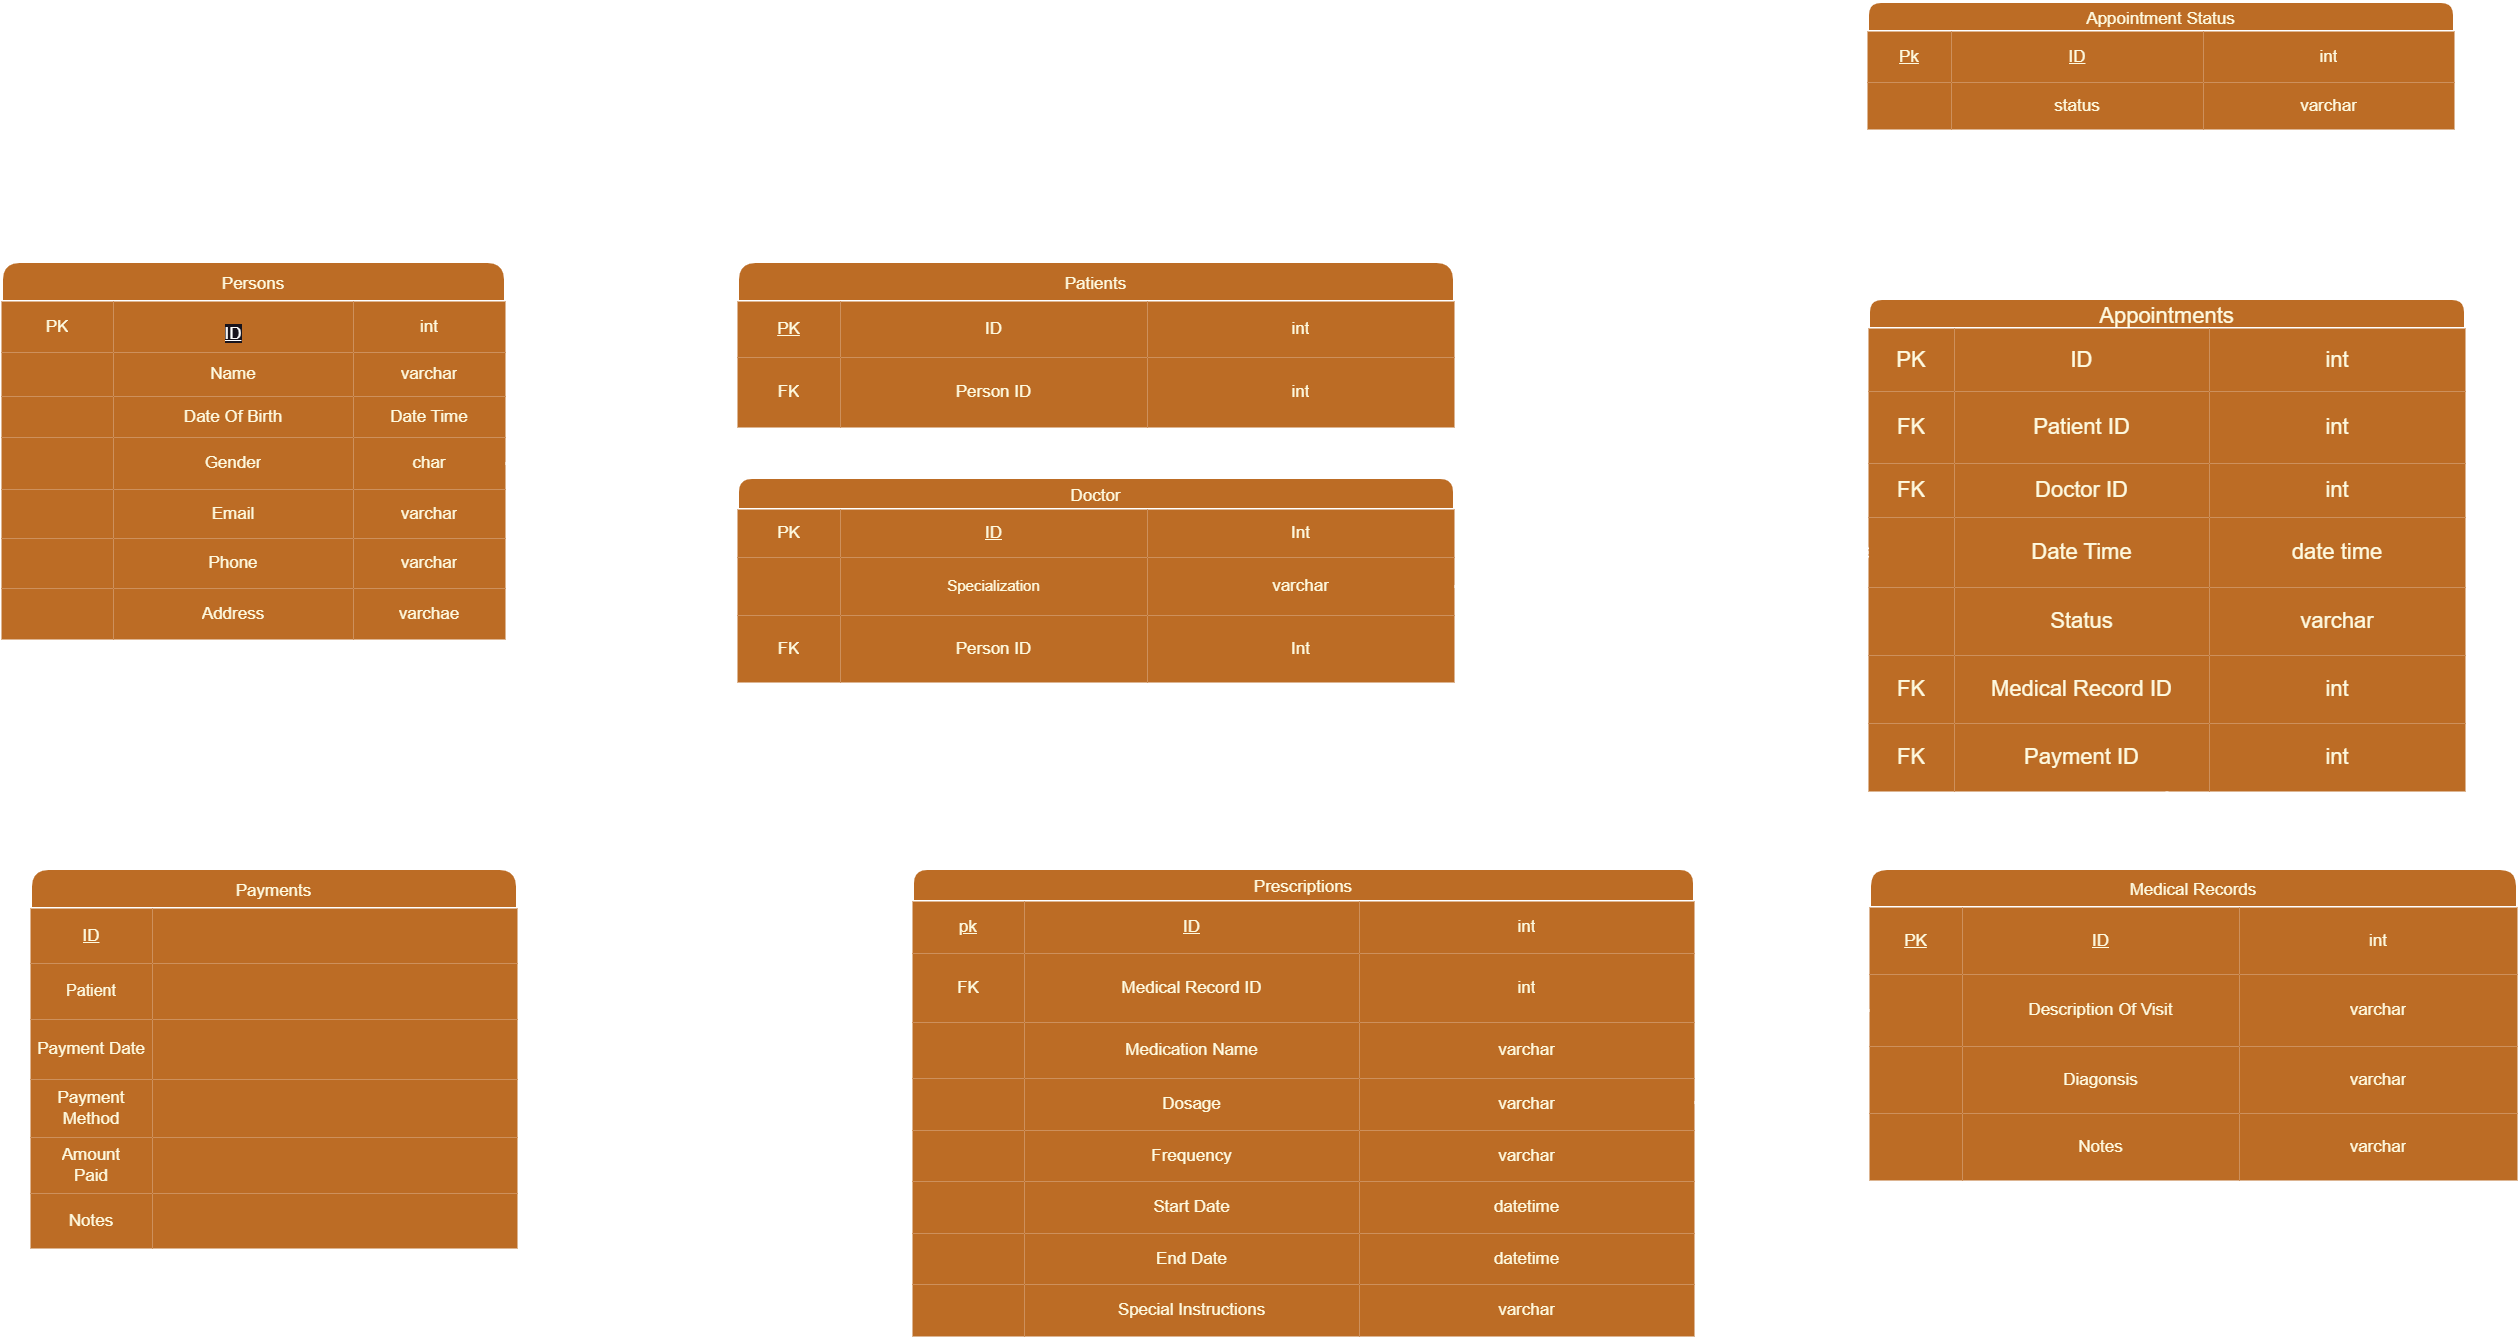 Appointment Status
Pk ID int
status varchar
Persons
PK ID int
Name varchar
Date Of Birth Date Time
Gender char
Email varchar
Phone varchar
Address varchae
Patients
PK ID int
FK Person ID int
Doctor
PK ID Int
Specialization varchar
FK Person ID Int
Appointments
PK ID int
FK Patient ID int
FK Doctor ID int
Date Time date time
Status varchar
FK Medical Record ID int
FK Payment ID int
Payments
ID
Patient
Payment Date
Payment
Method
Amount
Paid
Notes
Prescriptions
pk ID int
FK Medical Record ID int
Medication Name varchar
Dosage varchar
Frequency varchar
Start Date datetime
End Date datetime
Special Instructions varchar
Medical Records
PK ID int
Description Of Visit varchar
Diagonsis varchar
Notes varchar